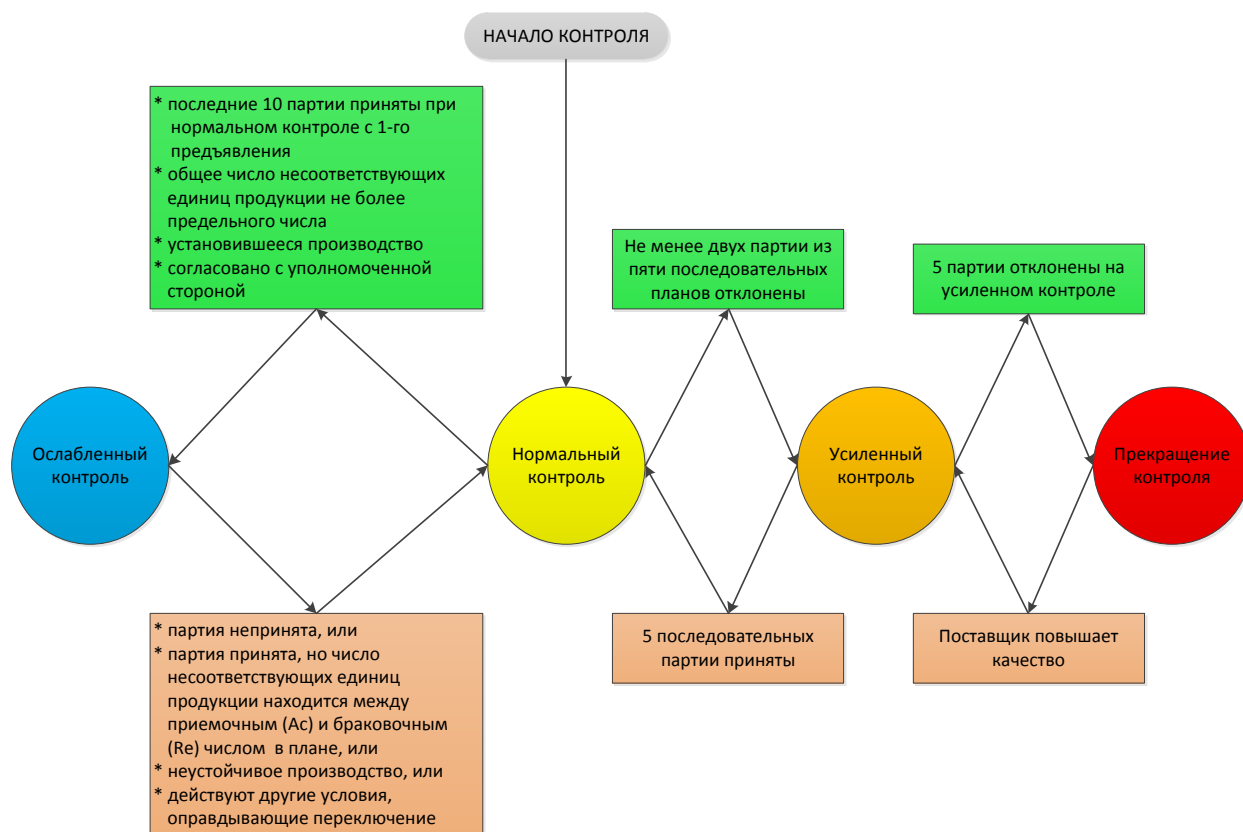 НАЧАЛО КОНТРОЛЯ
* последние 10 партии приняты при
нормальном контроле с 1-го
предъявления
* общее число несоответствующих
единиц продукции не более
предельного числа
* установившееся производство
* согласовано с уполномоченной
стороной
Не менее двух партии из
пяти последовательных
планов отклонены
5 партии отклонены на
усиленном контроле
Ослабленный
контроль
Нормальный
контроль
Усиленный
контроль
Прекращение
контроля
* партия непринята, или
* партия принята, но число
несоответствующих единиц
продукции находится между
приемочным (Ac) и браковочным
(Re) числом в плане, или
* неустойчивое производство, или
* действуют другие условия,
оправдывающие переключение
5 последовательных
партии приняты
Поставщик повышает
качество